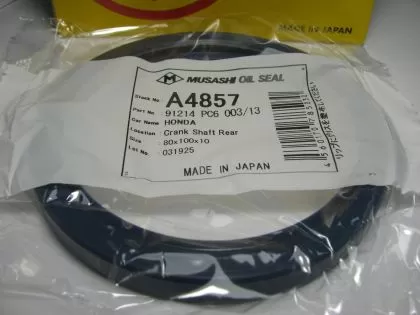 MADE IN JAPAN
M MUSASHI OIL SEAL
Stock No A4857
Part No. : 91214 PC6 003/13
Car Name : HONDA
Location : Crank Shaft Rear
Size : 80x100x10
Lot No. : 031925
MADE IN JAPAN